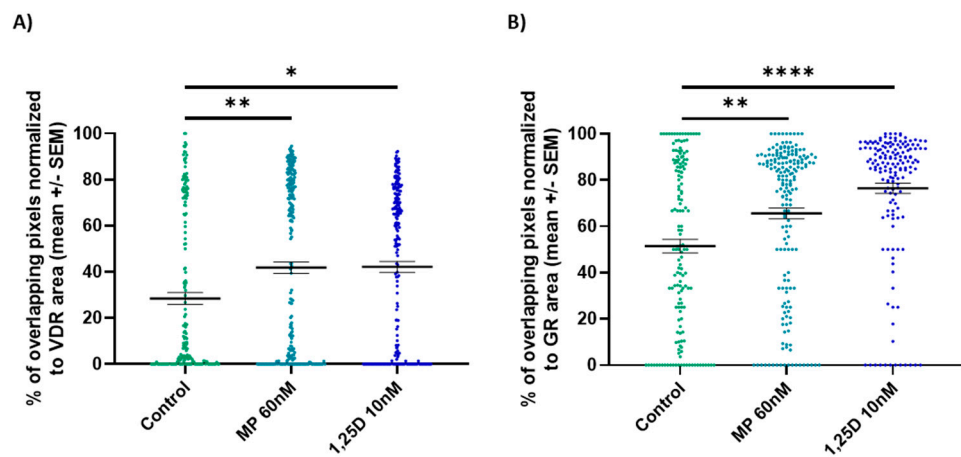 A)
% of overlapping pixels normalized
to VDR area (mean +/- SEM)
100
80
60
40
20
0
*
**
Control
MP 60nM
1,25D 10nM
B)
% of overlapping pixels normalized
to GR area (mean +/- SEM)
100
80
60
40
20
0
****
**
Control
MP 60nM
1,25D 10nM